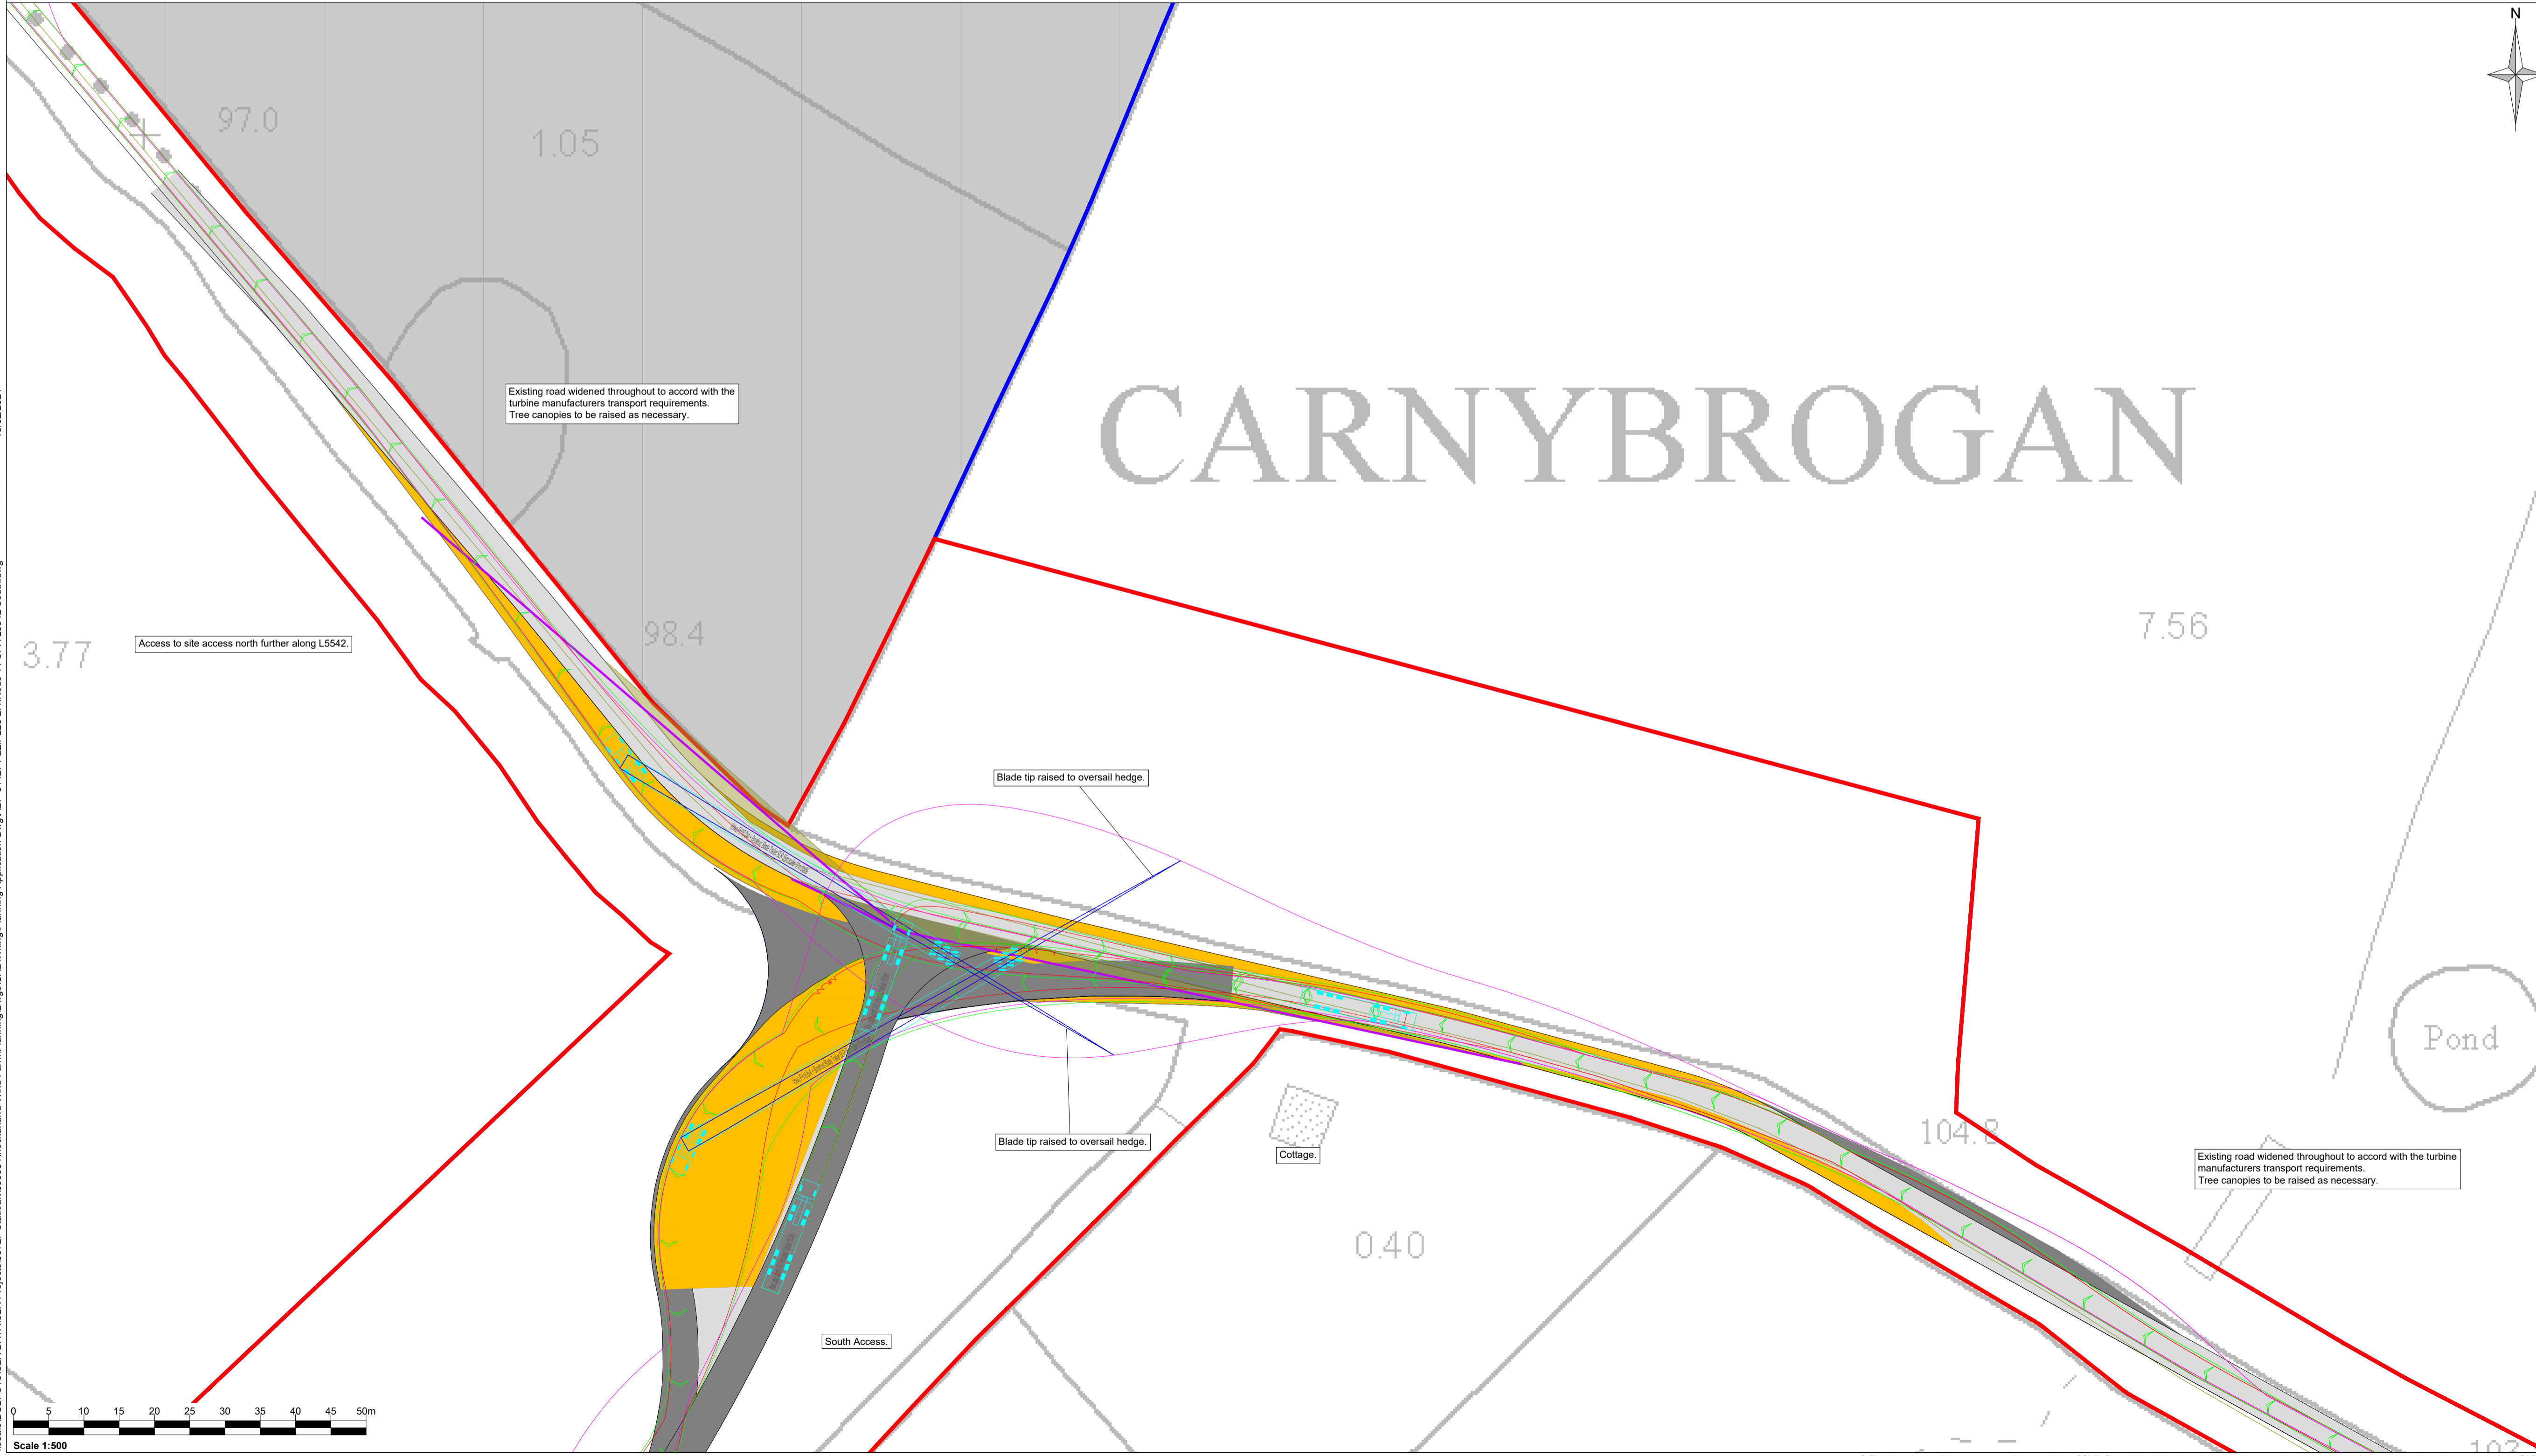 N
97.0
1.05
Existing road widened throughout to accord with the
turbine manufacturers transport requirements.
Tree canopies to be raised as necessary.
CARNYBROGAN
Access to site access north further along L5542.
3.77
98.4
7.56
Blade tip raised to oversail hedge.
Pond
Blade tip raised to oversail hedge.
Cottage.
104.8
Existing road widened throughout to accord with the turbine
manufacturers transport requirements.
Tree canopies to be raised as necessary.
0.40
South Access.
0 5 10 15 20 25 30 35 40 45 50m
Scale 1:500